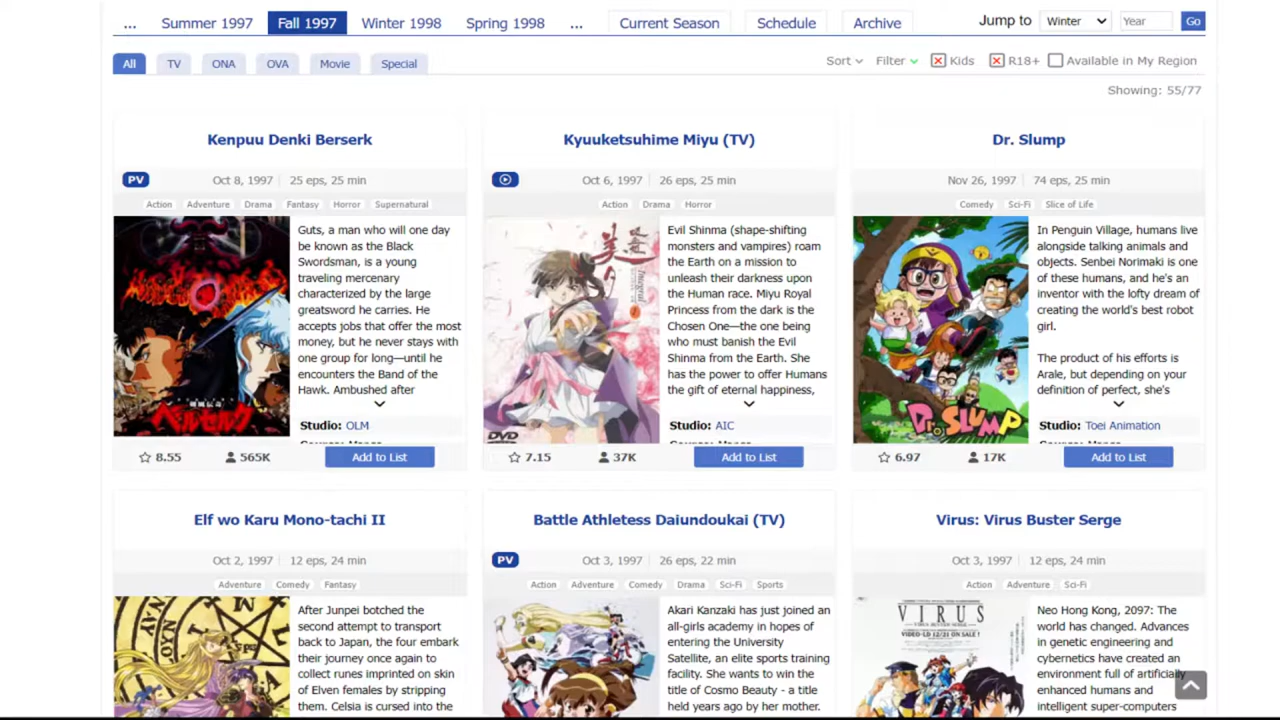 ...
Summer 1997
Fall 1997
Winter 1998
Spring 1998
...
Current Season
Schedule
Archive
Jump to
Winter
Year
Go
All
TV
ONA
OVA
Movie
Special
Sort
Filter
Kids
R18+
Available in My Region
Showing: 55/77
Kenpuu Denki Berserk
PV
Oct 8, 1997
25 eps, 25 min
Action Adventure Drama Fantasy Horror Supernatural
Guts, a man who will one day
be known as the Black
Swordsman, is a young
traveling mercenary
characterized by the large
greatsword he carries. He
accepts jobs that offer the most
money, but he never stays with
one group for long—until he
encounters the Band of the
Hawk. Ambushed after
ベルセルク
Studio: OLM
8.55
565K
Add to List
Kyuuketsuhime Miyu (TV)
Oct 6, 1997
26 eps, 25 min
Action Drama Horror
Evil Shinma (shape-shifting
monsters and vampires) roam
the Earth on a mission to
unleash their darkness upon
the Human race. Miyu Royal
Princess from the dark is the
Chosen One—the one being
who must banish the Evil
Shinma from the Earth. She
has the power to offer Humans
the gift of eternal happiness,
美夕
Integral
DVD
Studio: AIC
7.15
37K
Add to List
Dr. Slump
Nov 26, 1997
74 eps, 25 min
Comedy Sci-Fi Slice of Life
In Penguin Village, humans live
alongside talking animals and
objects. Senbei Norimaki is one
of these humans, and he's an
inventor with the lofty dream of
creating the world's best robot
girl.
The product of his efforts is
Arale, but depending on your
definition of perfect, she's
Dr. SLUMP
Studio: Toei Animation
6.97
17K
Add to List
Elf wo Karu Mono-tachi II
Oct 2, 1997
12 eps, 24 min
Adventure Comedy Fantasy
After Junpei botched the
second attempt to transport
back to Japan, the four embark
their journey once again to
collect runes imprinted on skin
of Elven females by stripping
them. Celsia is cursed into the
Battle Athletess Daiundoukai (TV)
PV
Oct 3, 1997
26 eps, 22 min
Action Adventure Comedy Drama Sci-Fi Sports
Akari Kanzaki has just joined an
all-girls academy in hopes of
entering the University
Satellite, an elite sports training
facility. She wants to win the
title of Cosmo Beauty - a title
held years ago by her mother.
Virus: Virus Buster Serge
Oct 3, 1997
12 eps, 24 min
Action Adventure Sci-Fi
VIRUS
VIRUS BUSTER SERGE
VIDEO·LD 12/21 ON SALE !
Neo Hong Kong, 2097: The
world has changed. Advances
in genetic engineering and
cybernetics have created an
environment full of artificially
enhanced humans and
intelligent super-computers